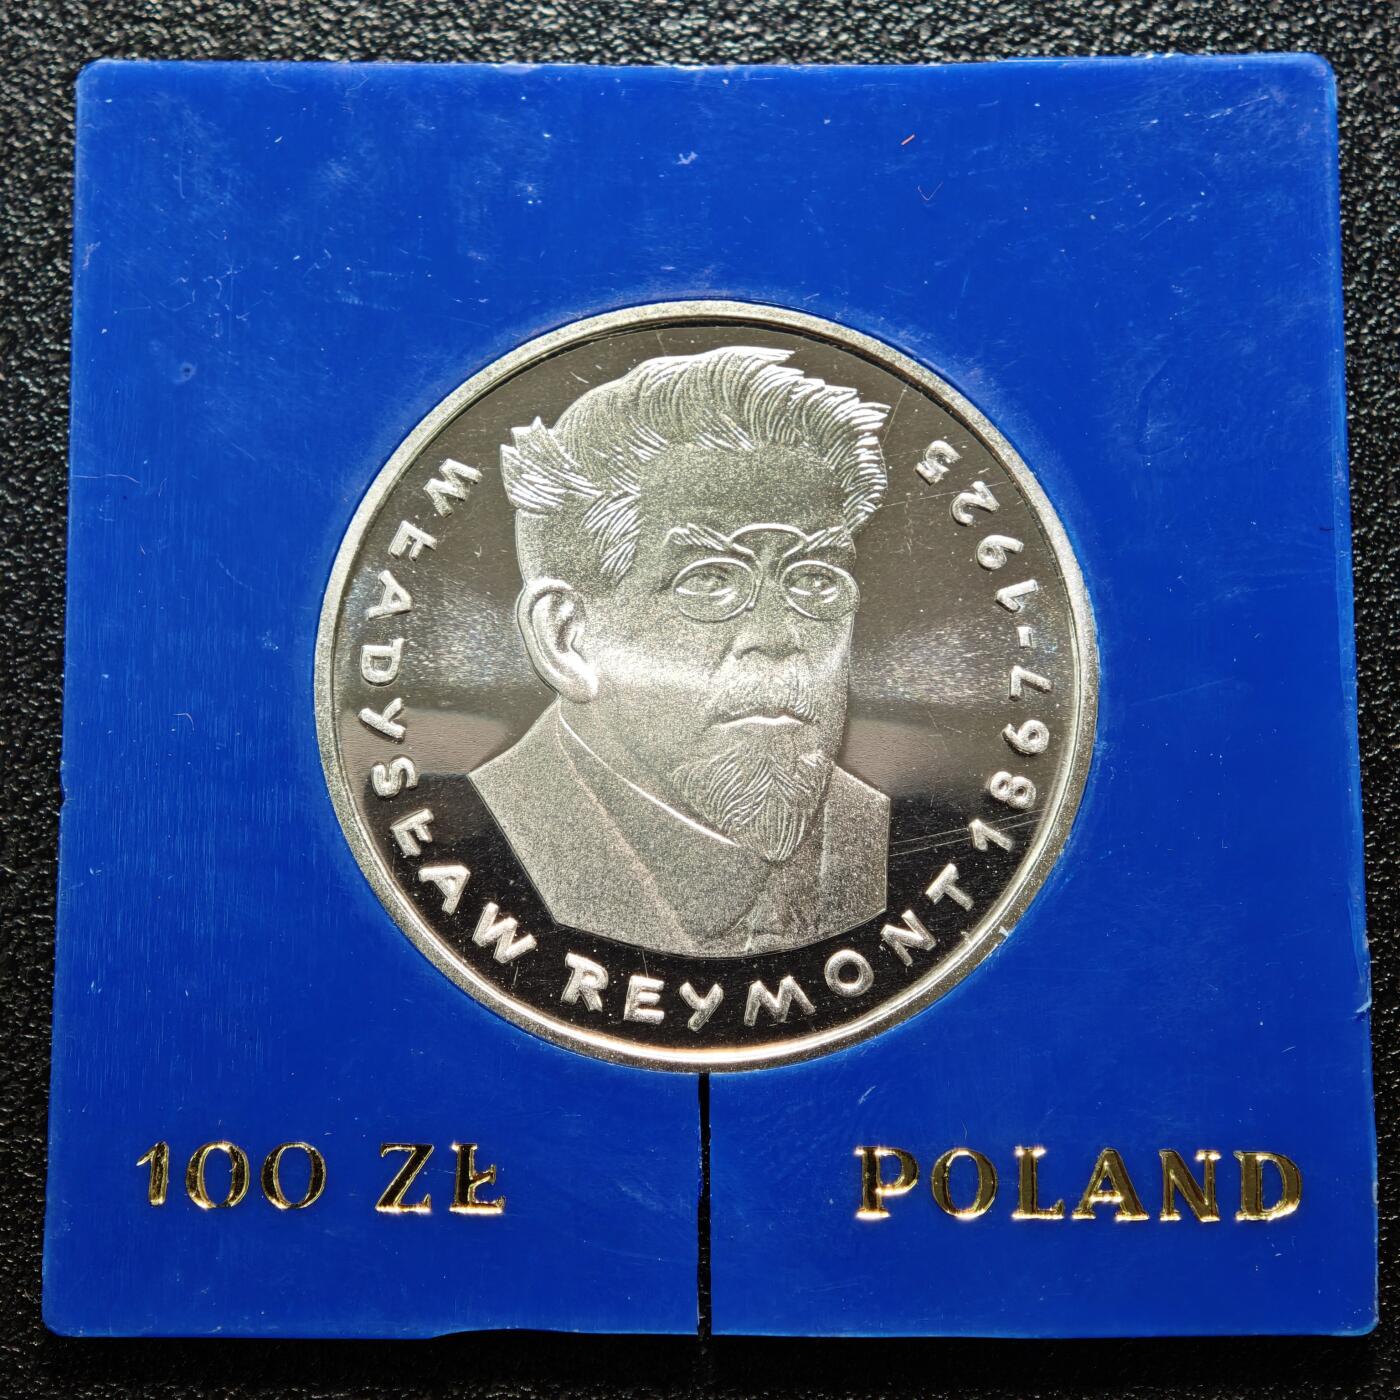 WŁADYSŁAW REYMONT 1867-1925
100 ZŁ
POLAND